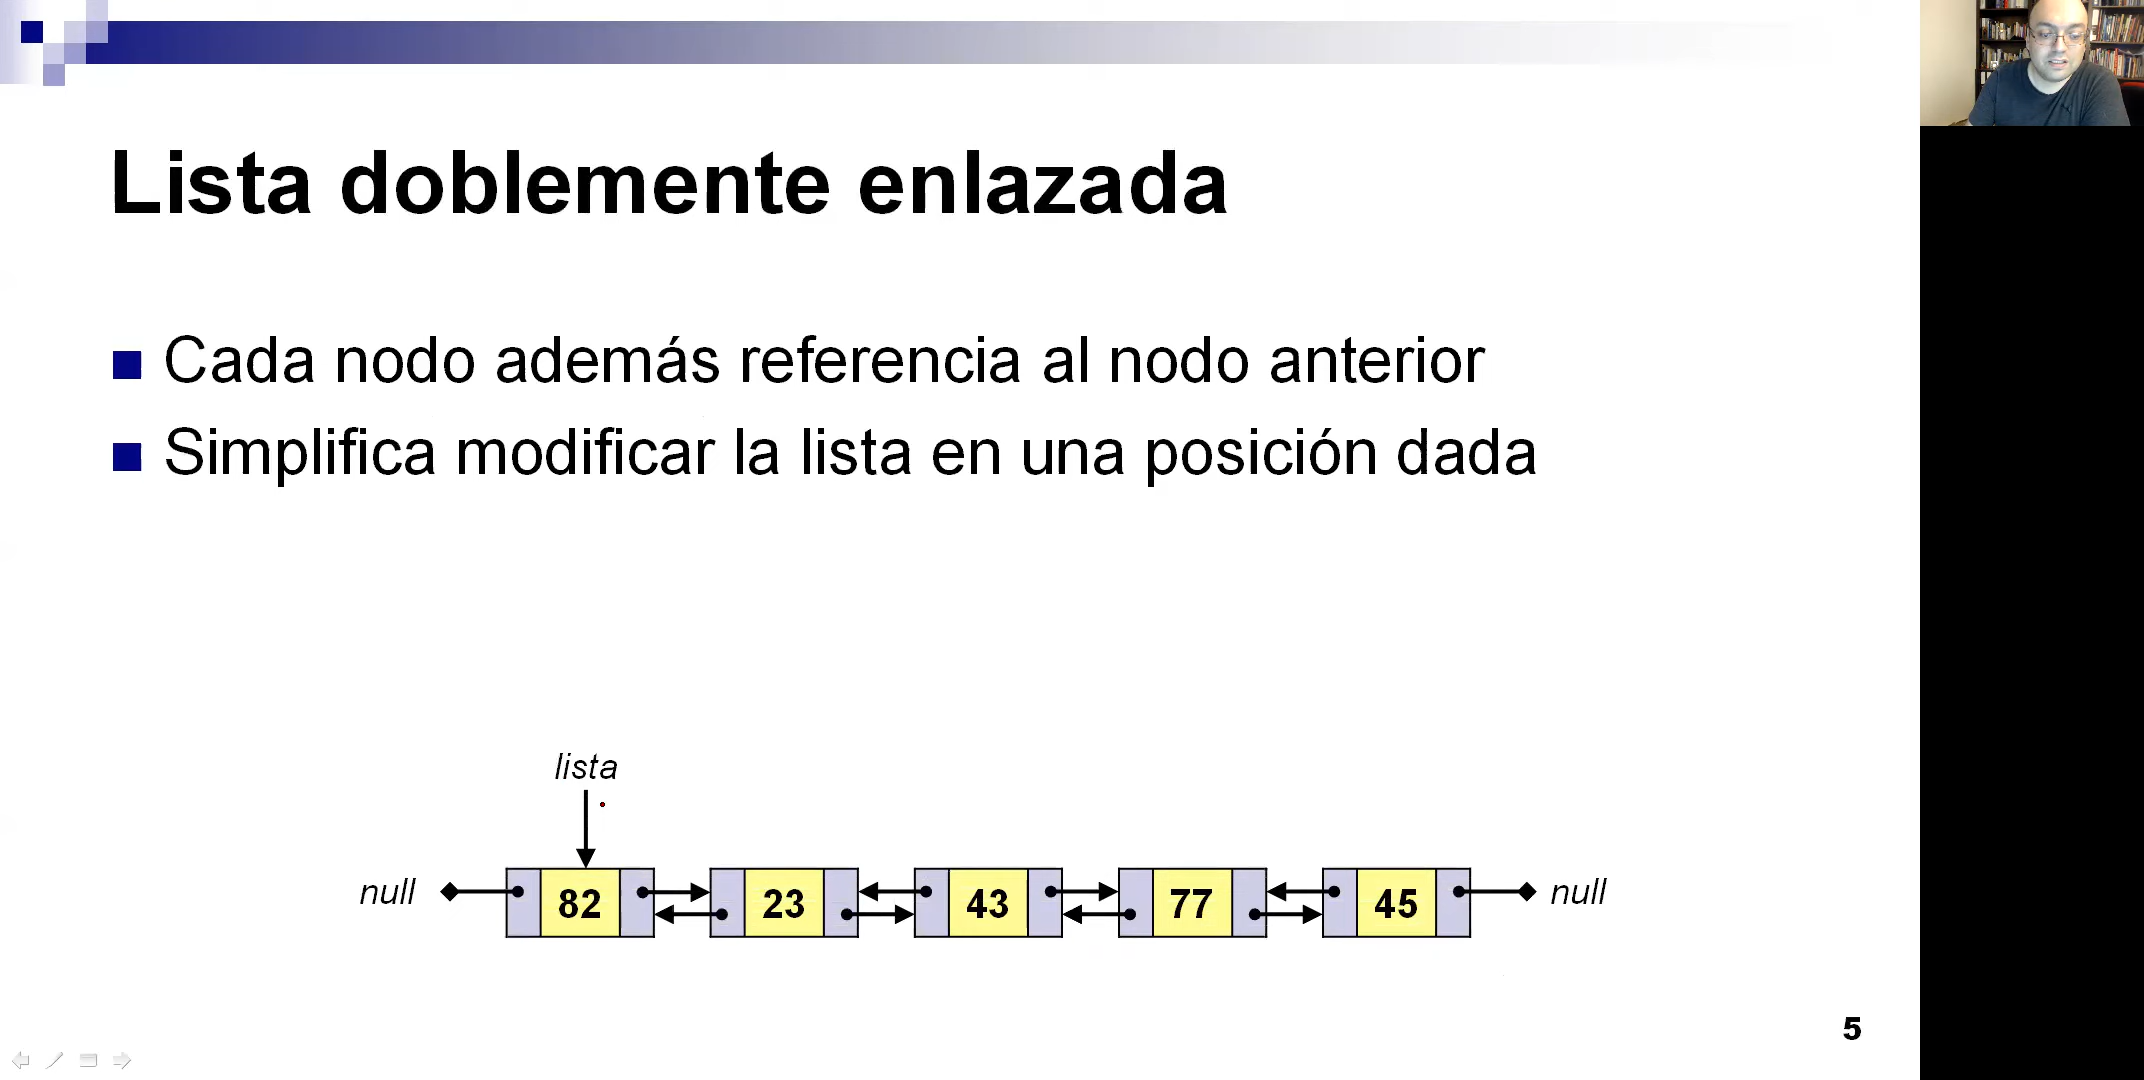 Lista doblemente enlazada
Cada nodo además referencia al nodo anterior
Simplifica modificar la lista en una posición dada
lista
null 82 23 43 77 45 null
5